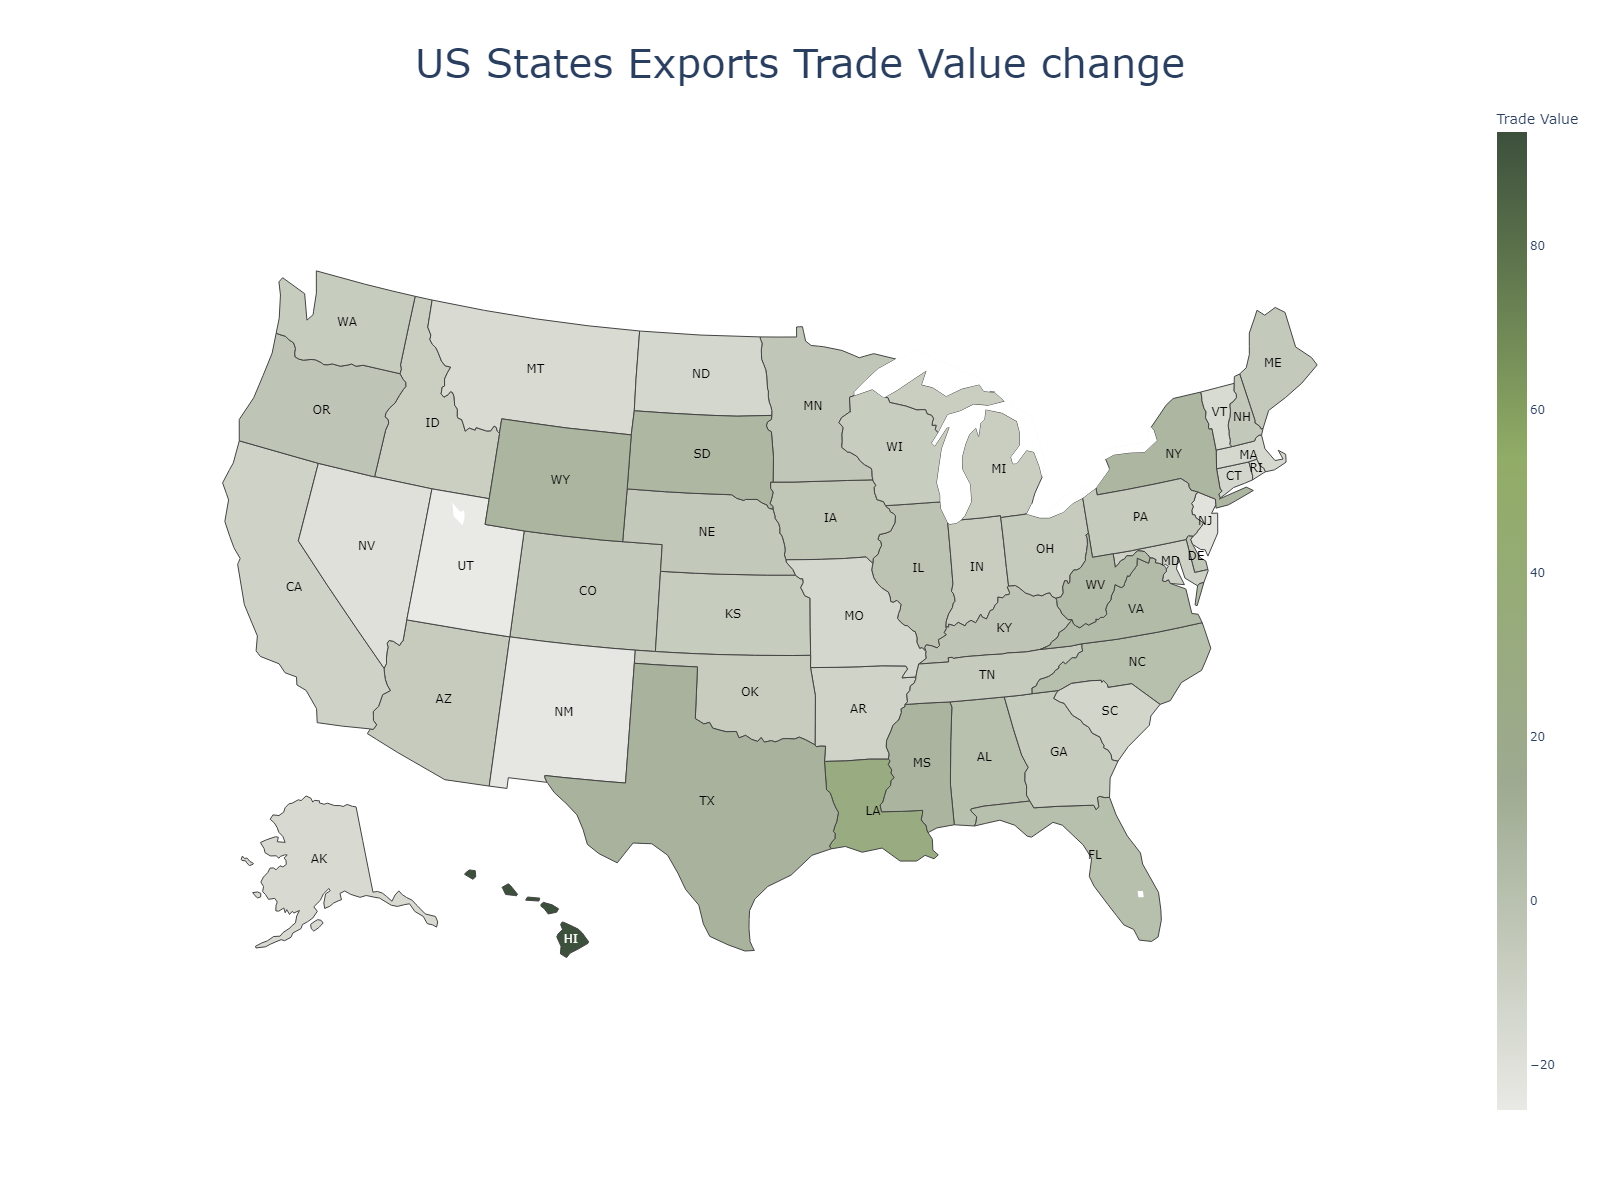 US States Exports Trade Value change
Trade Value
80
60
40
20
0
−20
WA
MT
ND
MN
ME
OR
ID
WI
MI
VT
NH
NY
MA
RI
CT
WY
SD
IA
NE
PA
NJ
NV
UT
CO
IL
IN
OH
MD
DE
CA
KS
MO
KY
WV
VA
NC
AZ
NM
OK
AR
TN
SC
TX
LA
MS
AL
GA
FL
AK
HI